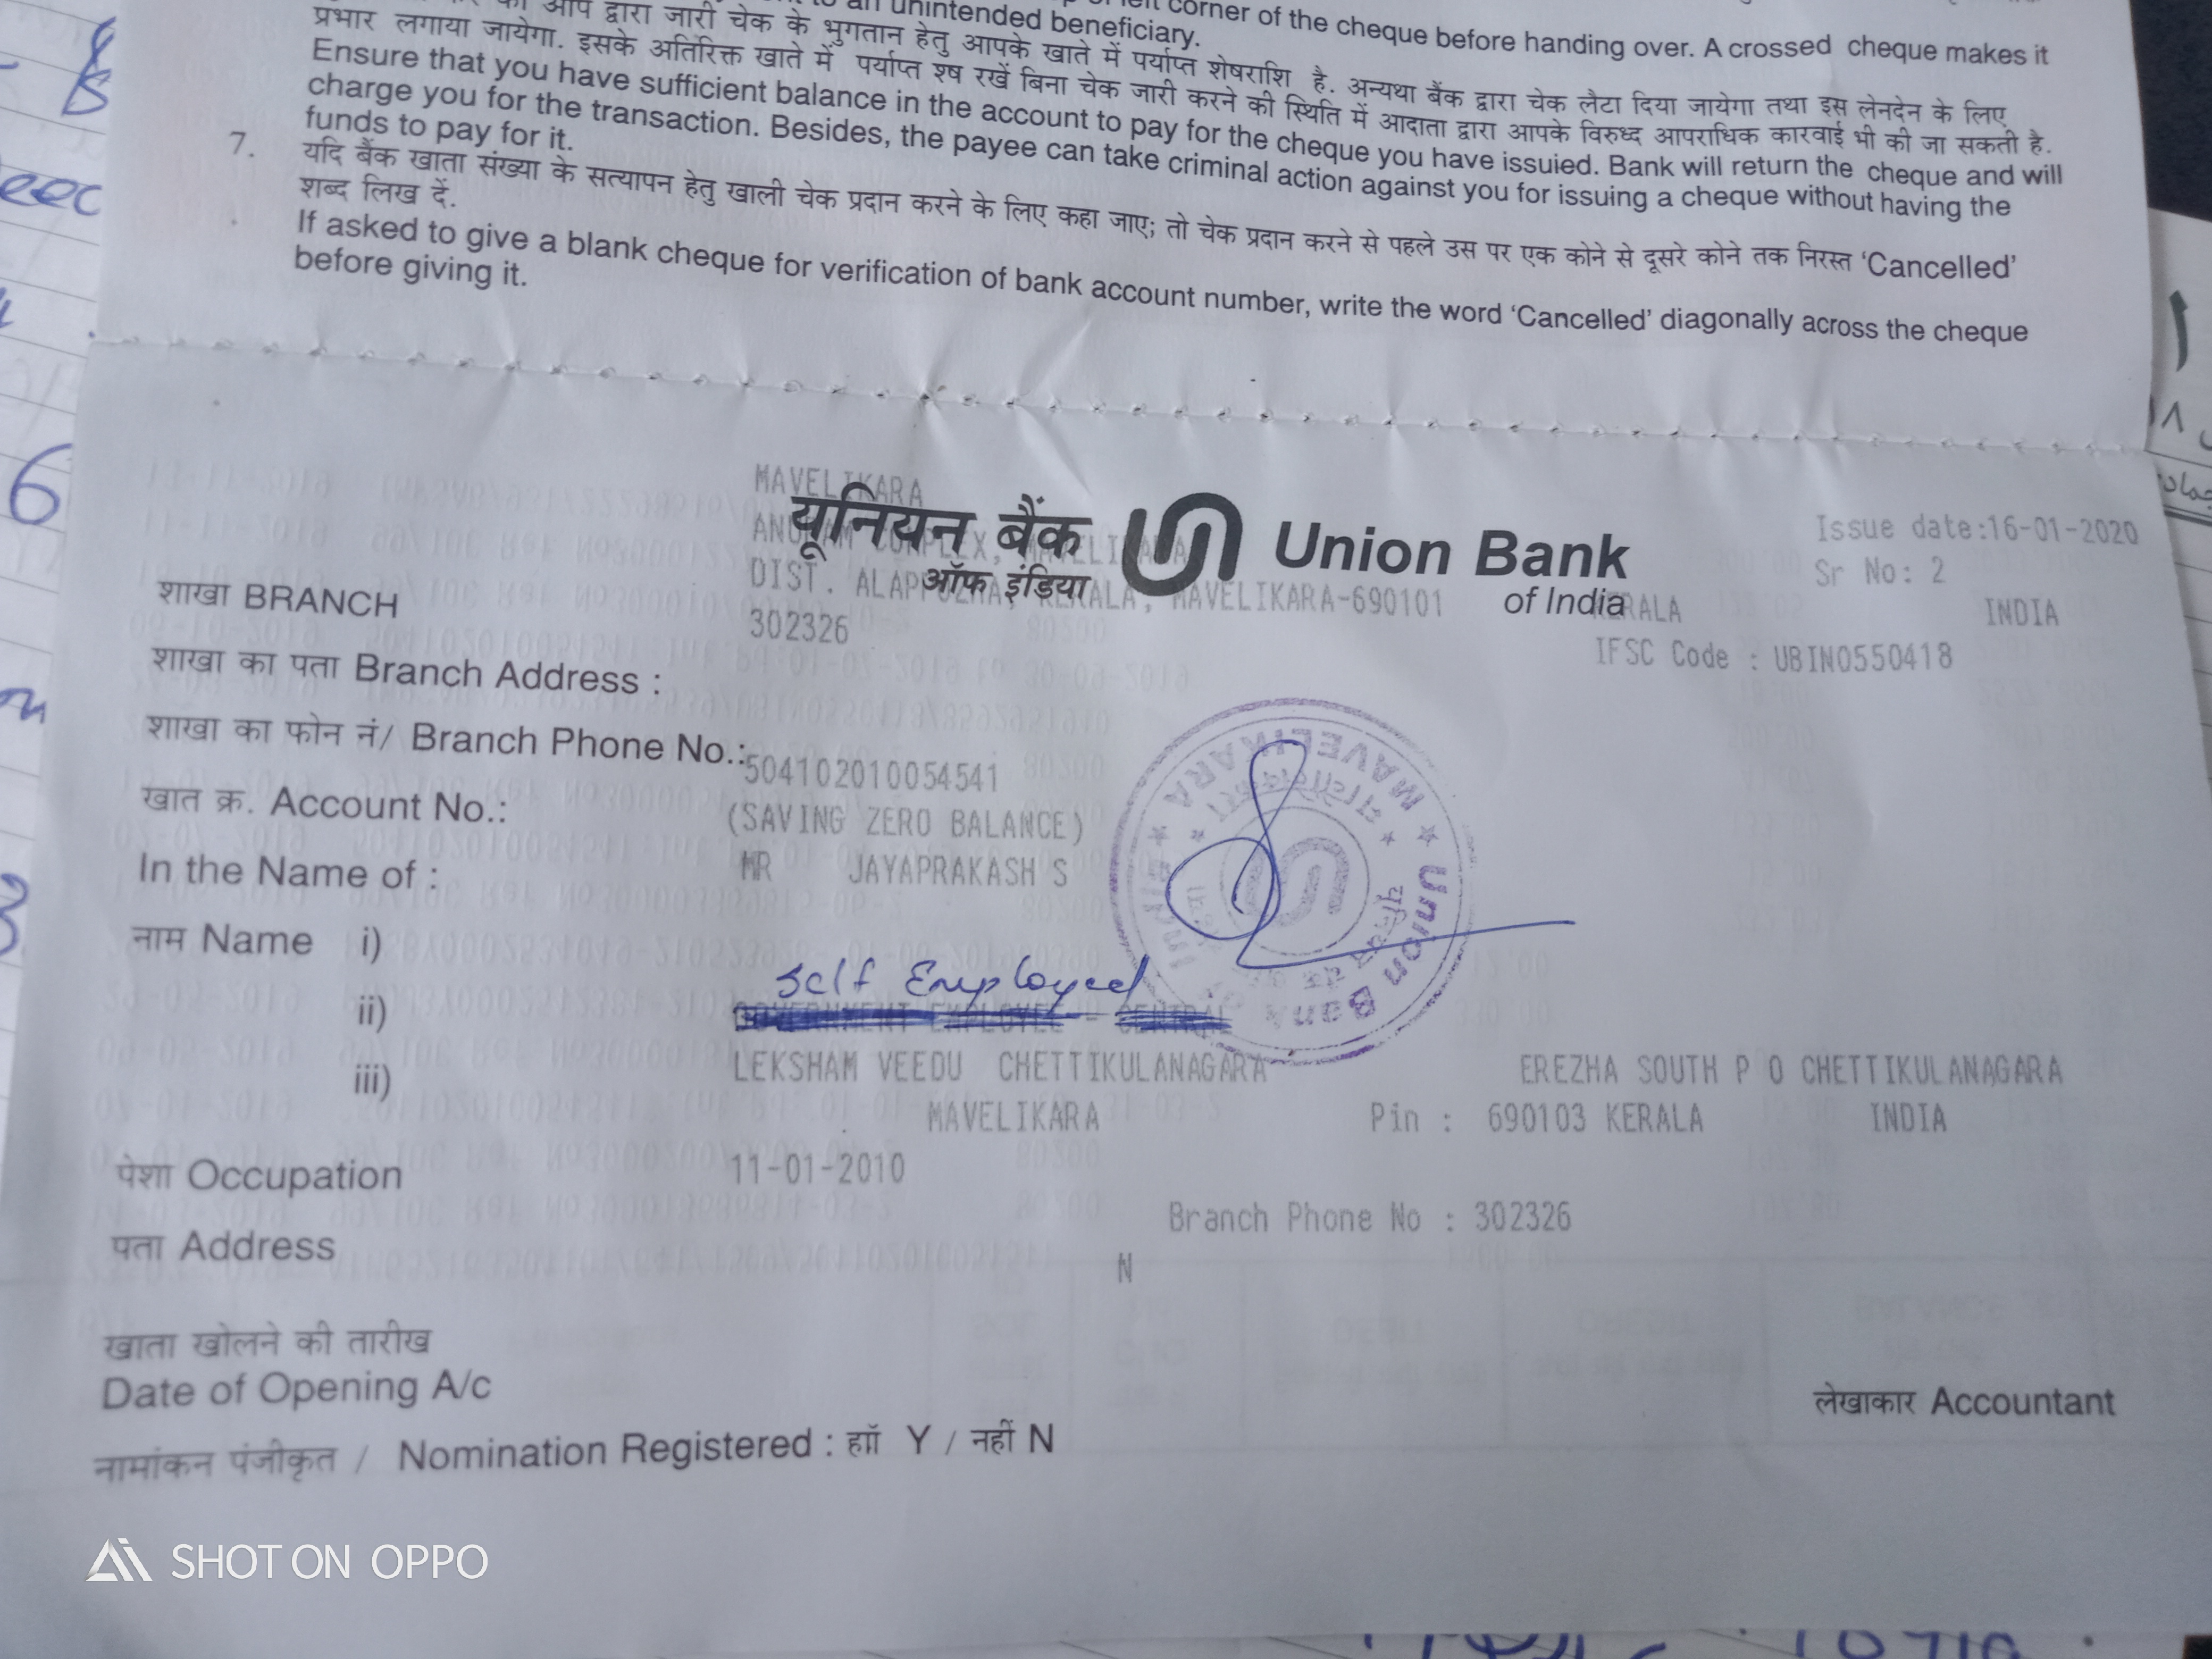 corner of the cheque before handing over. A crossed cheque makes it
unintended beneficiary.
आप द्वारा जारी चेक के भुगतान हेतु आपके खाते में पर्याप्त शेषराशि है. अन्यथा बैंक द्वारा चेक लौटा दिया जायेगा तथा इस लेनदेन के लिए
प्रभार लगाया जायेगा. इसके अतिरिक्त खाते में पर्याप्त श्ष रखें बिना चेक जारी करने की स्थिति में आदाता द्वारा आपके विरुध्द आपराधिक कारवाई भी की जा सकती है.
Ensure that you have sufficient balance in the account to pay for the cheque you have issuied. Bank will return the cheque and will
charge you for the transaction. Besides, the payee can take criminal action against you for issuing a cheque without having the
funds to pay for it.
7. यदि बैंक खाता संख्या के सत्यापन हेतु खाली चेक प्रदान करने के लिए कहा जाए; तो चेक प्रदान करने से पहले उस पर एक कोने से दूसरे कोने तक निरस्त ‘Cancelled’
शब्द लिख दें.
If asked to give a blank cheque for verification of bank account number, write the word ‘Cancelled’ diagonally across the cheque
before giving it.
MAVELIKARA
यूनियन बैंक Union Bank
ऑफ इंडिया of India
Issue date:16-01-2020
COMPLEX, MAVELIKARA
Sr No: 2
DIST. ALAPPUZHA, KERALA, MAVELIKARA-690101 KERALA INDIA
शाखा BRANCH
302326
IFSC Code : UBIN0550418
शाखा का पता Branch Address :
शाखा का फोन नं/ Branch Phone No.:
504102010054541
खात क्र. Account No.:
(SAVING ZERO BALANCE)
In the Name of :
MR JAYAPRAKASH S
नाम Name i)
Self Employed
ii)
GOVERNMENT EMPLOYEE - CENTRAL
iii)
LEKSHAM VEEDU CHETTIKULANAGARA EREZHA SOUTH P O CHETTIKULANAGARA
MAVELIKARA Pin : 690103 KERALA INDIA
पेशा Occupation
11-01-2010
Branch Phone No : 302326
पता Address
N
खाता खोलने की तारीख
Date of Opening A/c
लेखाकार Accountant
नामांकन पंजीकृत / Nomination Registered : हाँ Y / नहीं N
Union Bank
MAVELIKARA
SHOT ON OPPO